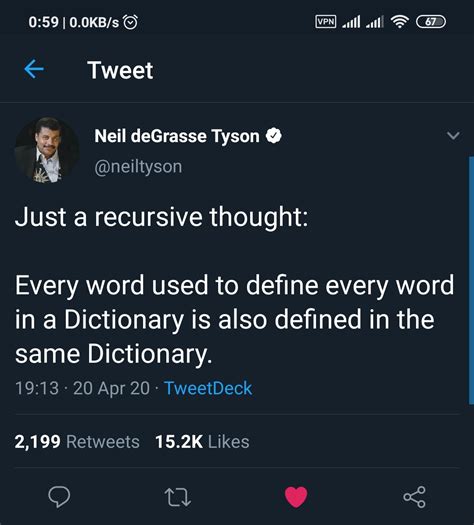 0:59 | 0.0KB/s
VPN 67
Tweet
Neil deGrasse Tyson
@neiltyson
Just a recursive thought:
Every word used to define every word
in a Dictionary is also defined in the
same Dictionary.
19:13 · 20 Apr 20 · TweetDeck
2,199 Retweets 15.2K Likes